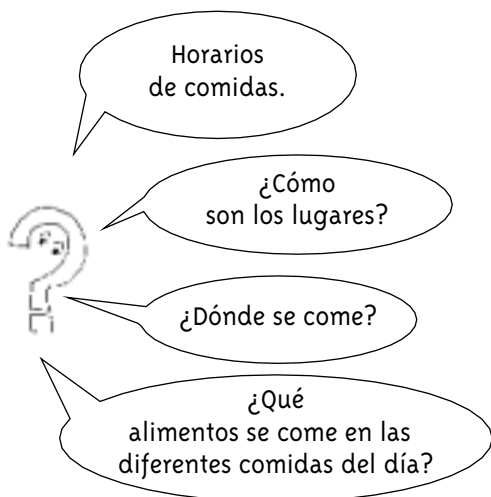 Horarios
de comidas.
¿Cómo
son los lugares?
¿Dónde se come?
¿Qué
alimentos se come en las
diferentes comidas del día?